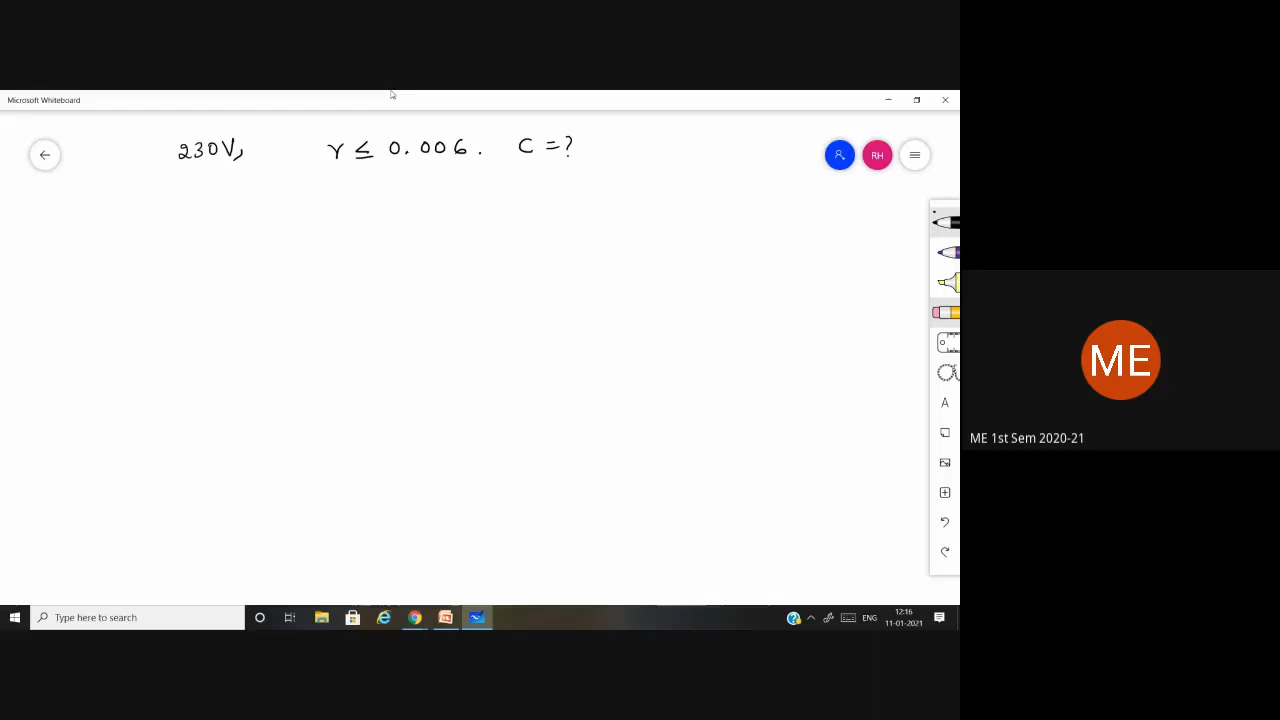 Microsoft Whiteboard
230V, γ ≤ 0.006. C = ?
RH
A
ME
ME 1st Sem 2020-21
Type here to search
ENG
12:16
11-01-2021